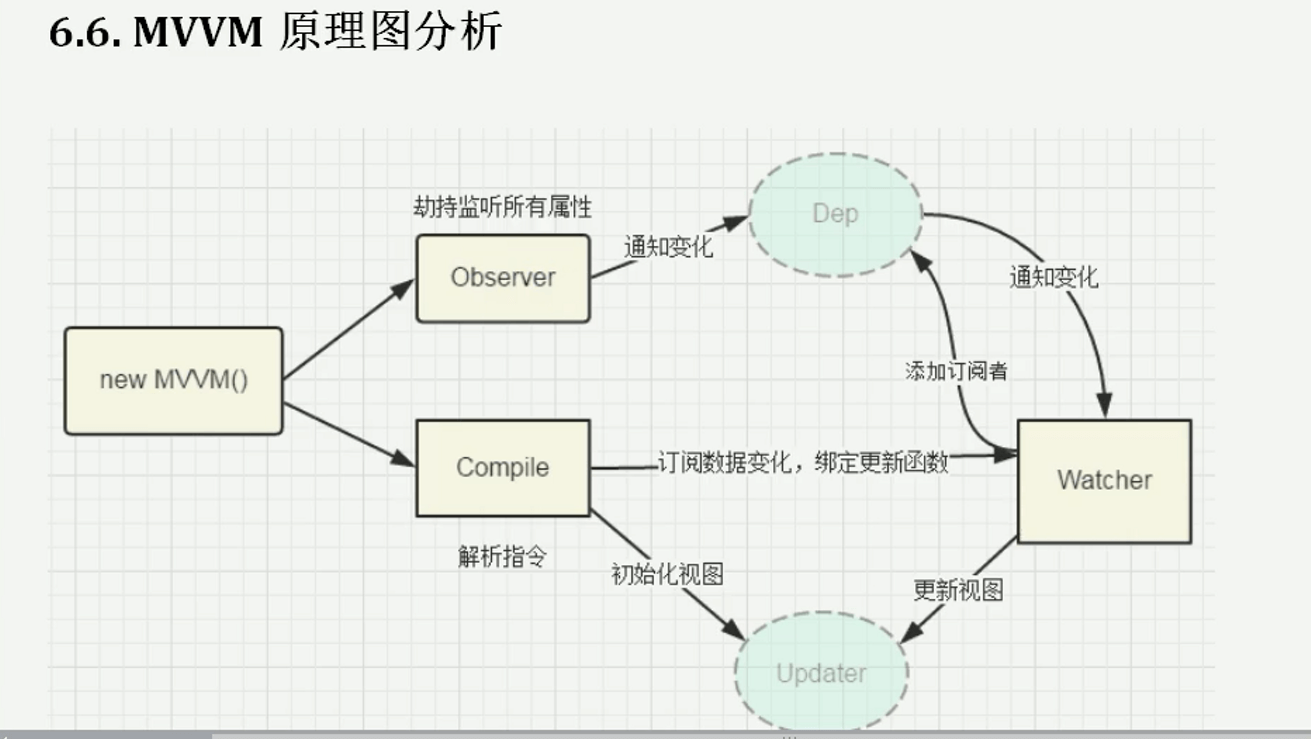 6.6. MVVM 原理图分析
劫持监听所有属性
Observer
通知变化
Dep
通知变化
new MVVM()
添加订阅者
Compile
订阅数据变化，绑定更新函数
Watcher
解析指令
初始化视图
更新视图
Updater